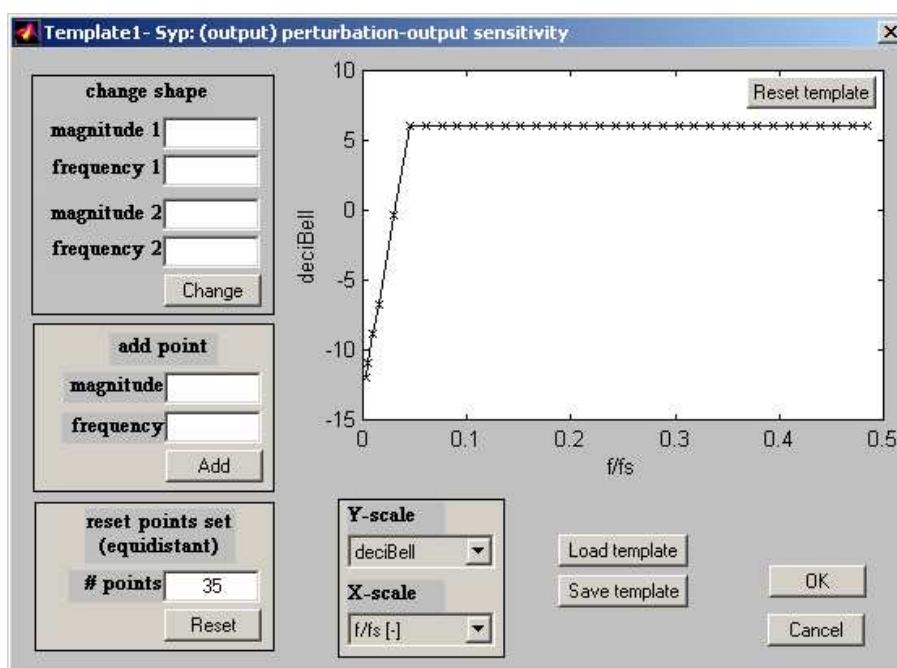 Template1- Syp: (output) perturbation-output sensitivity
change shape
magnitude 1
frequency 1
magnitude 2
frequency 2
Change
add point
magnitude
frequency
Add
reset points set
(equidistant)
# points 35
Reset
Reset template
deciBell
10
5
0
-5
-10
-15
0 0.1 0.2 0.3 0.4 0.5
f/fs
Y-scale
deciBell
X-scale
f/fs [-]
Load template
Save template
OK
Cancel